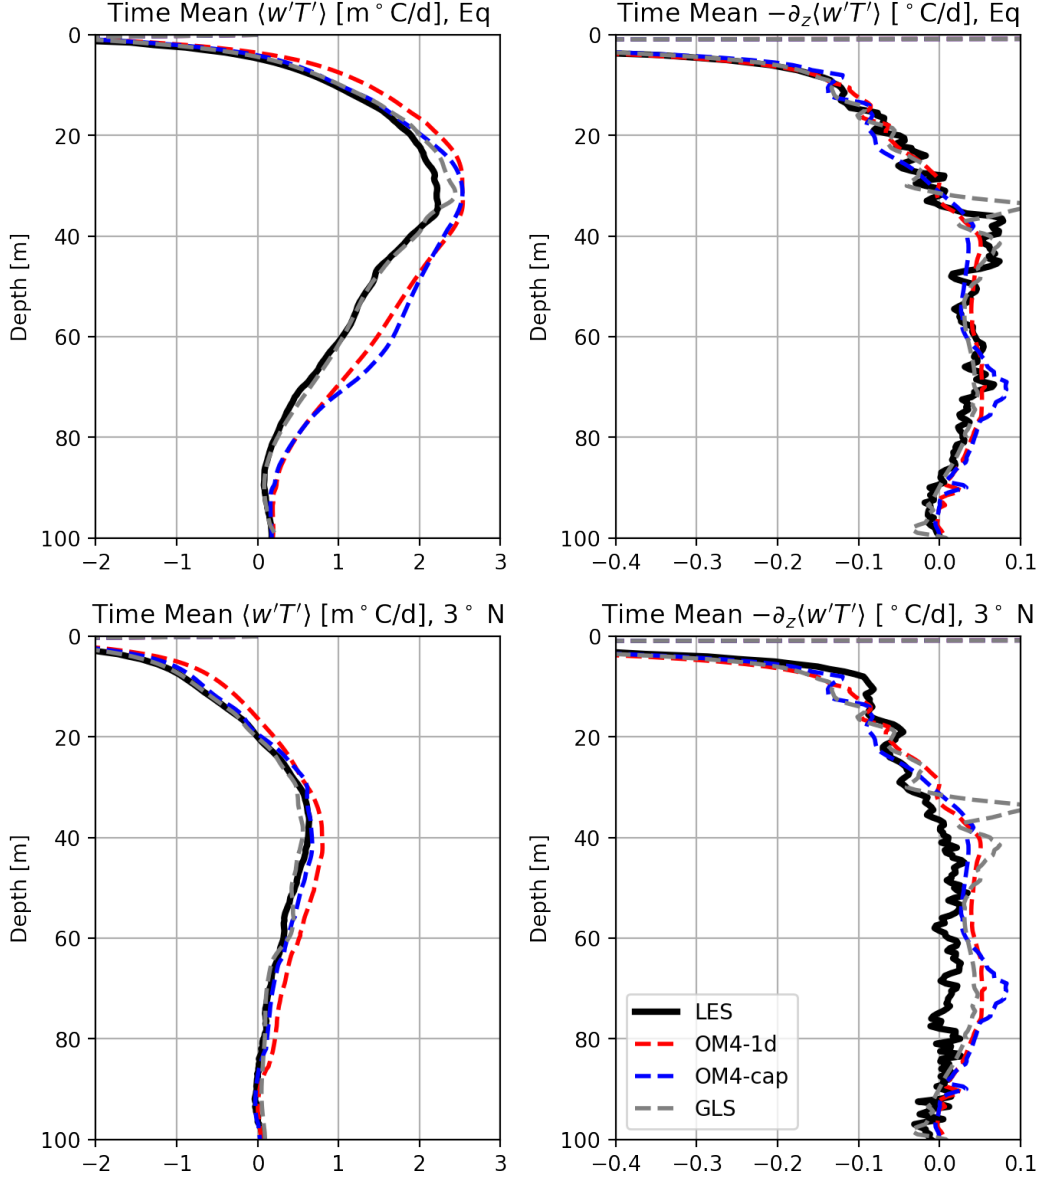 Time Mean ⟨w′T′⟩ [m°C/d], Eq
0
20
40
60
80
100
Depth [m]
−2 −1 0 1 2 3
Time Mean −∂z⟨w′T′⟩ [°C/d], Eq
0
20
40
60
80
100
Depth [m]
−0.4 −0.3 −0.2 −0.1 0.0 0.1
Time Mean ⟨w′T′⟩ [m°C/d], 3° N
0
20
40
60
80
100
Depth [m]
−2 −1 0 1 2 3
Time Mean −∂z⟨w′T′⟩ [°C/d], 3° N
0
20
40
60
80
100
Depth [m]
LES
OM4-1d
OM4-cap
GLS
−0.4 −0.3 −0.2 −0.1 0.0 0.1